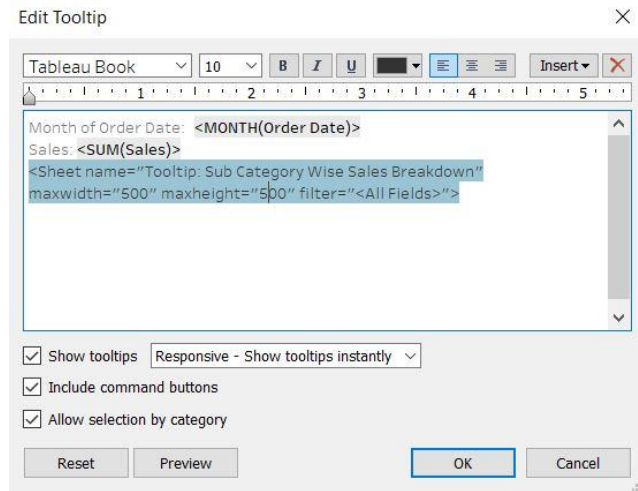 Edit Tooltip
Tableau Book 10 B I U Insert
1 2 3 4 5
Month of Order Date: <MONTH(Order Date)>
Sales: <SUM(Sales)>
<Sheet name="Tooltip: Sub Category Wise Sales Breakdown"
maxwidth="500" maxheight="500" filter="<All Fields>">
Show tooltips Responsive - Show tooltips instantly
Include command buttons
Allow selection by category
Reset Preview OK Cancel